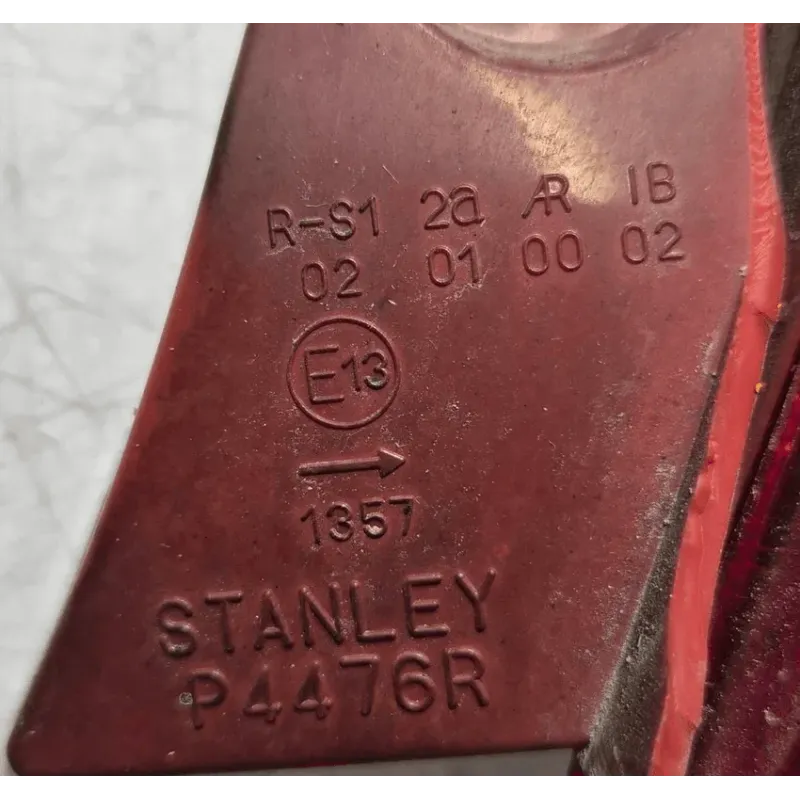 R-S1 2a AR IB
02 01 00 02
E13
→
1357
STANLEY
P4476R